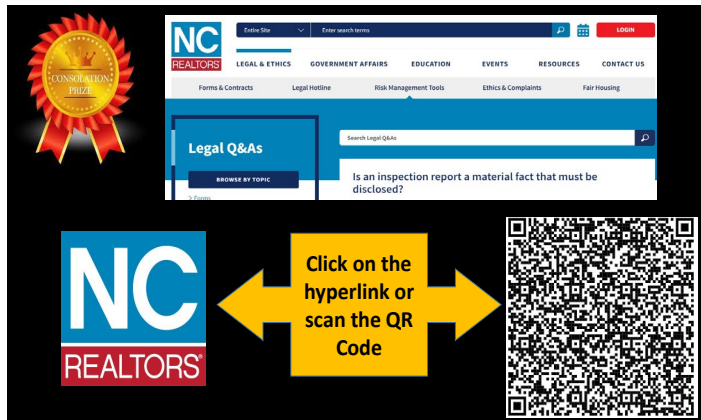 CONSOLATION
PRIZE
NC
REALTORS
Entire Site
Enter search terms
LOGIN
LEGAL & ETHICS GOVERNMENT AFFAIRS EDUCATION EVENTS RESOURCES CONTACT US
Forms & Contracts Legal Hotline Risk Management Tools Ethics & Complaints Fair Housing
Legal Q&As
Search Legal Q&As
BROWSE BY TOPIC
> Forms
Is an inspection report a material fact that must be
disclosed?
NC
REALTORS®
Click on the
hyperlink or
scan the QR
Code